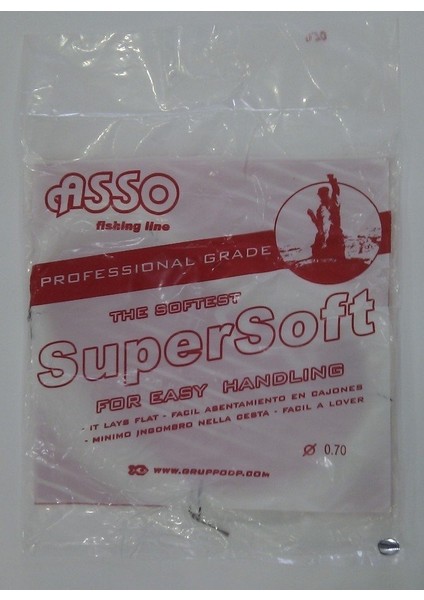 ASSO
fishing line
PROFESSIONAL GRADE
THE SOFTEST
SuperSoft
FOR EASY HANDLING
- IT LAYS FLAT - FACIL ASENTAMIENTO EN CAJONES
- MINIMO INGOMBRO NELLA CESTA - FACIL A LOVER
WWW.GRUPPODP.COM
Ø 0.70